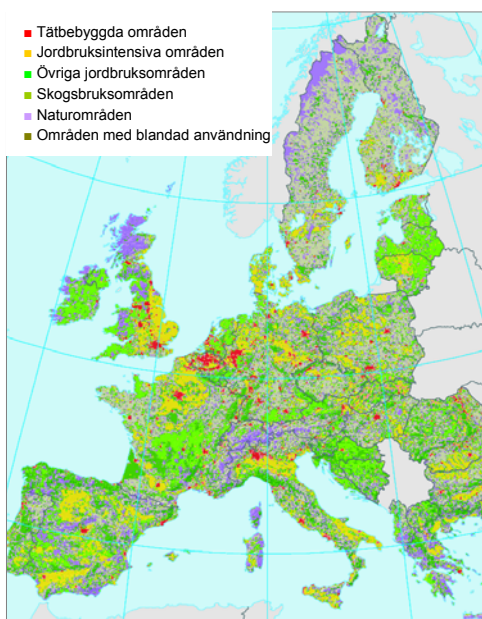 Tätbebyggda områden
Jordbruksintensiva områden
Övriga jordbruksområden
Skogsbruksområden
Naturområden
Områden med blandad användning